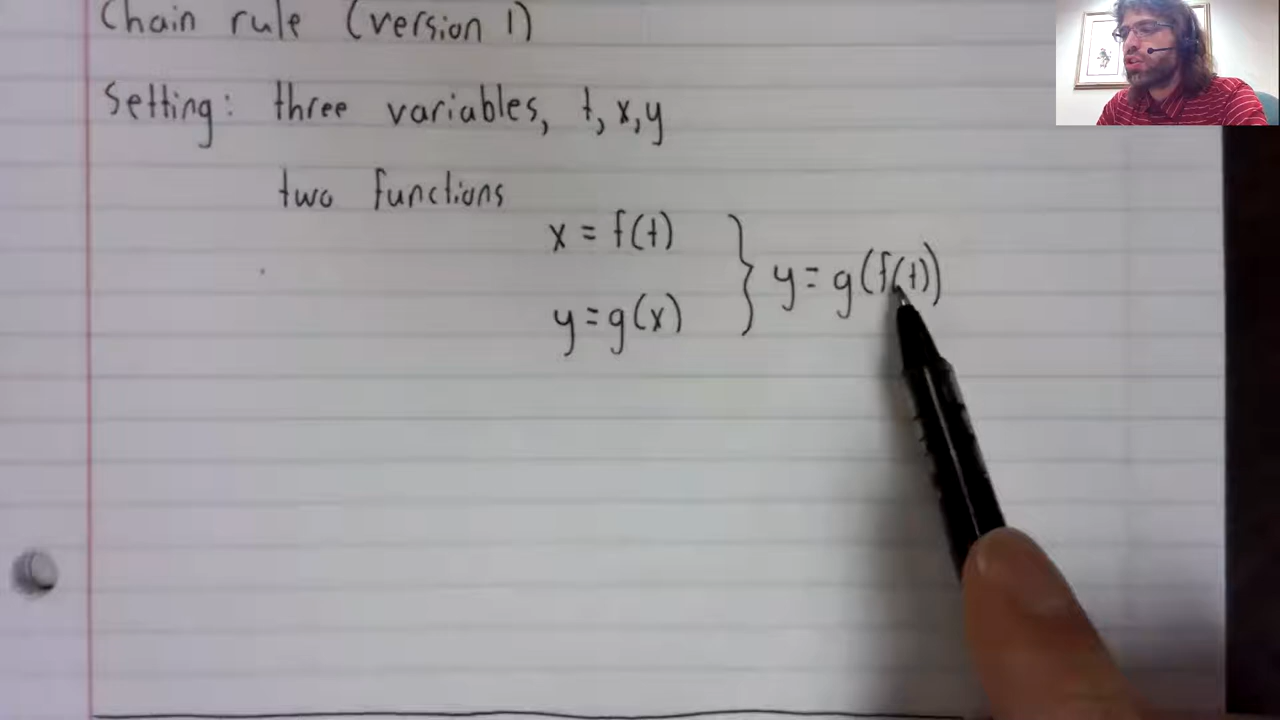 Chain rule (version 1)
Setting: three variables, t, x, y
two functions
x = f(t)
y = g(x)
} y = g(f(t))